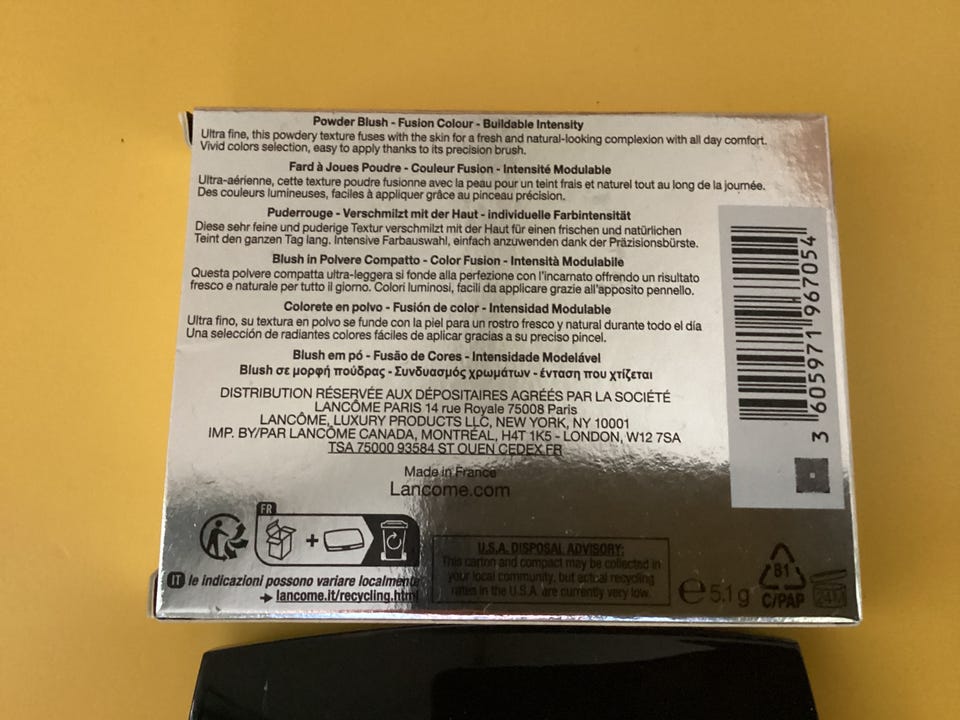 Powder Blush - Fusion Colour - Buildable Intensity
Ultra fine, this powdery texture fuses with the skin for a fresh and natural-looking complexion with all day comfort.
Vivid colors selection, easy to apply thanks to its precision brush.
Fard à Joues Poudre - Couleur Fusion - Intensité Modulable
Ultra-aérienne, cette texture poudre fusionne avec la peau pour un teint frais et naturel tout au long de la journée.
Des couleurs lumineuses, faciles à appliquer grâce au pinceau précision.
Puderrouge - Verschmilzt mit der Haut - individuelle Farbintensität
Diese sehr feine und puderige Textur verschmilzt mit der Haut für einen frischen und natürlichen
Teint den ganzen Tag lang. Intensive Farbauswahl, einfach anzuwenden dank der Präzisionsbürste.
Blush in Polvere Compatto - Color Fusion - Intensità Modulabile
Questa polvere compatta ultra-leggera si fonde alla perfezione con l'incarnato offrendo un risultato
fresco e naturale per tutto il giorno. Colori luminosi, facili da applicare grazie all'apposito pennello.
Colorete en polvo - Fusión de color - Intensidad Modulable
Ultra fino, su textura en polvo se funde con la piel para un rostro fresco y natural durante todo el día
Una selección de radiantes colores fáciles de aplicar gracias a su preciso pincel.
Blush em pó - Fusão de Cores - Intensidade Modelável
Blush σε μορφή πούδρας - Συνδυασμός χρωμάτων - ένταση που χτίζεται
DISTRIBUTION RÉSERVÉE AUX DÉPOSITAIRES AGRÉÉS PAR LA SOCIÉTÉ
LANCÔME PARIS 14 rue Royale 75008 Paris
LANCÔME, LUXURY PRODUCTS LLC, NEW YORK, NY 10001
IMP. BY/PAR LANCÔME CANADA, MONTRÉAL, H4T 1K5 - LONDON, W12 7SA
TSA 75000 93584 ST OUEN CEDEX.FR
Made in France
Lancome.com
3 605971 967054
FR
+
IT le indicazioni possono variare localmente
lancome.it/recycling.html
U.S.A. DISPOSAL ADVISORY:
This carton and compact may be collected in
your local community, but actual recycling
rates in the U.S.A. are currently very low.
e 5.1 g
81
C/PAP
24M